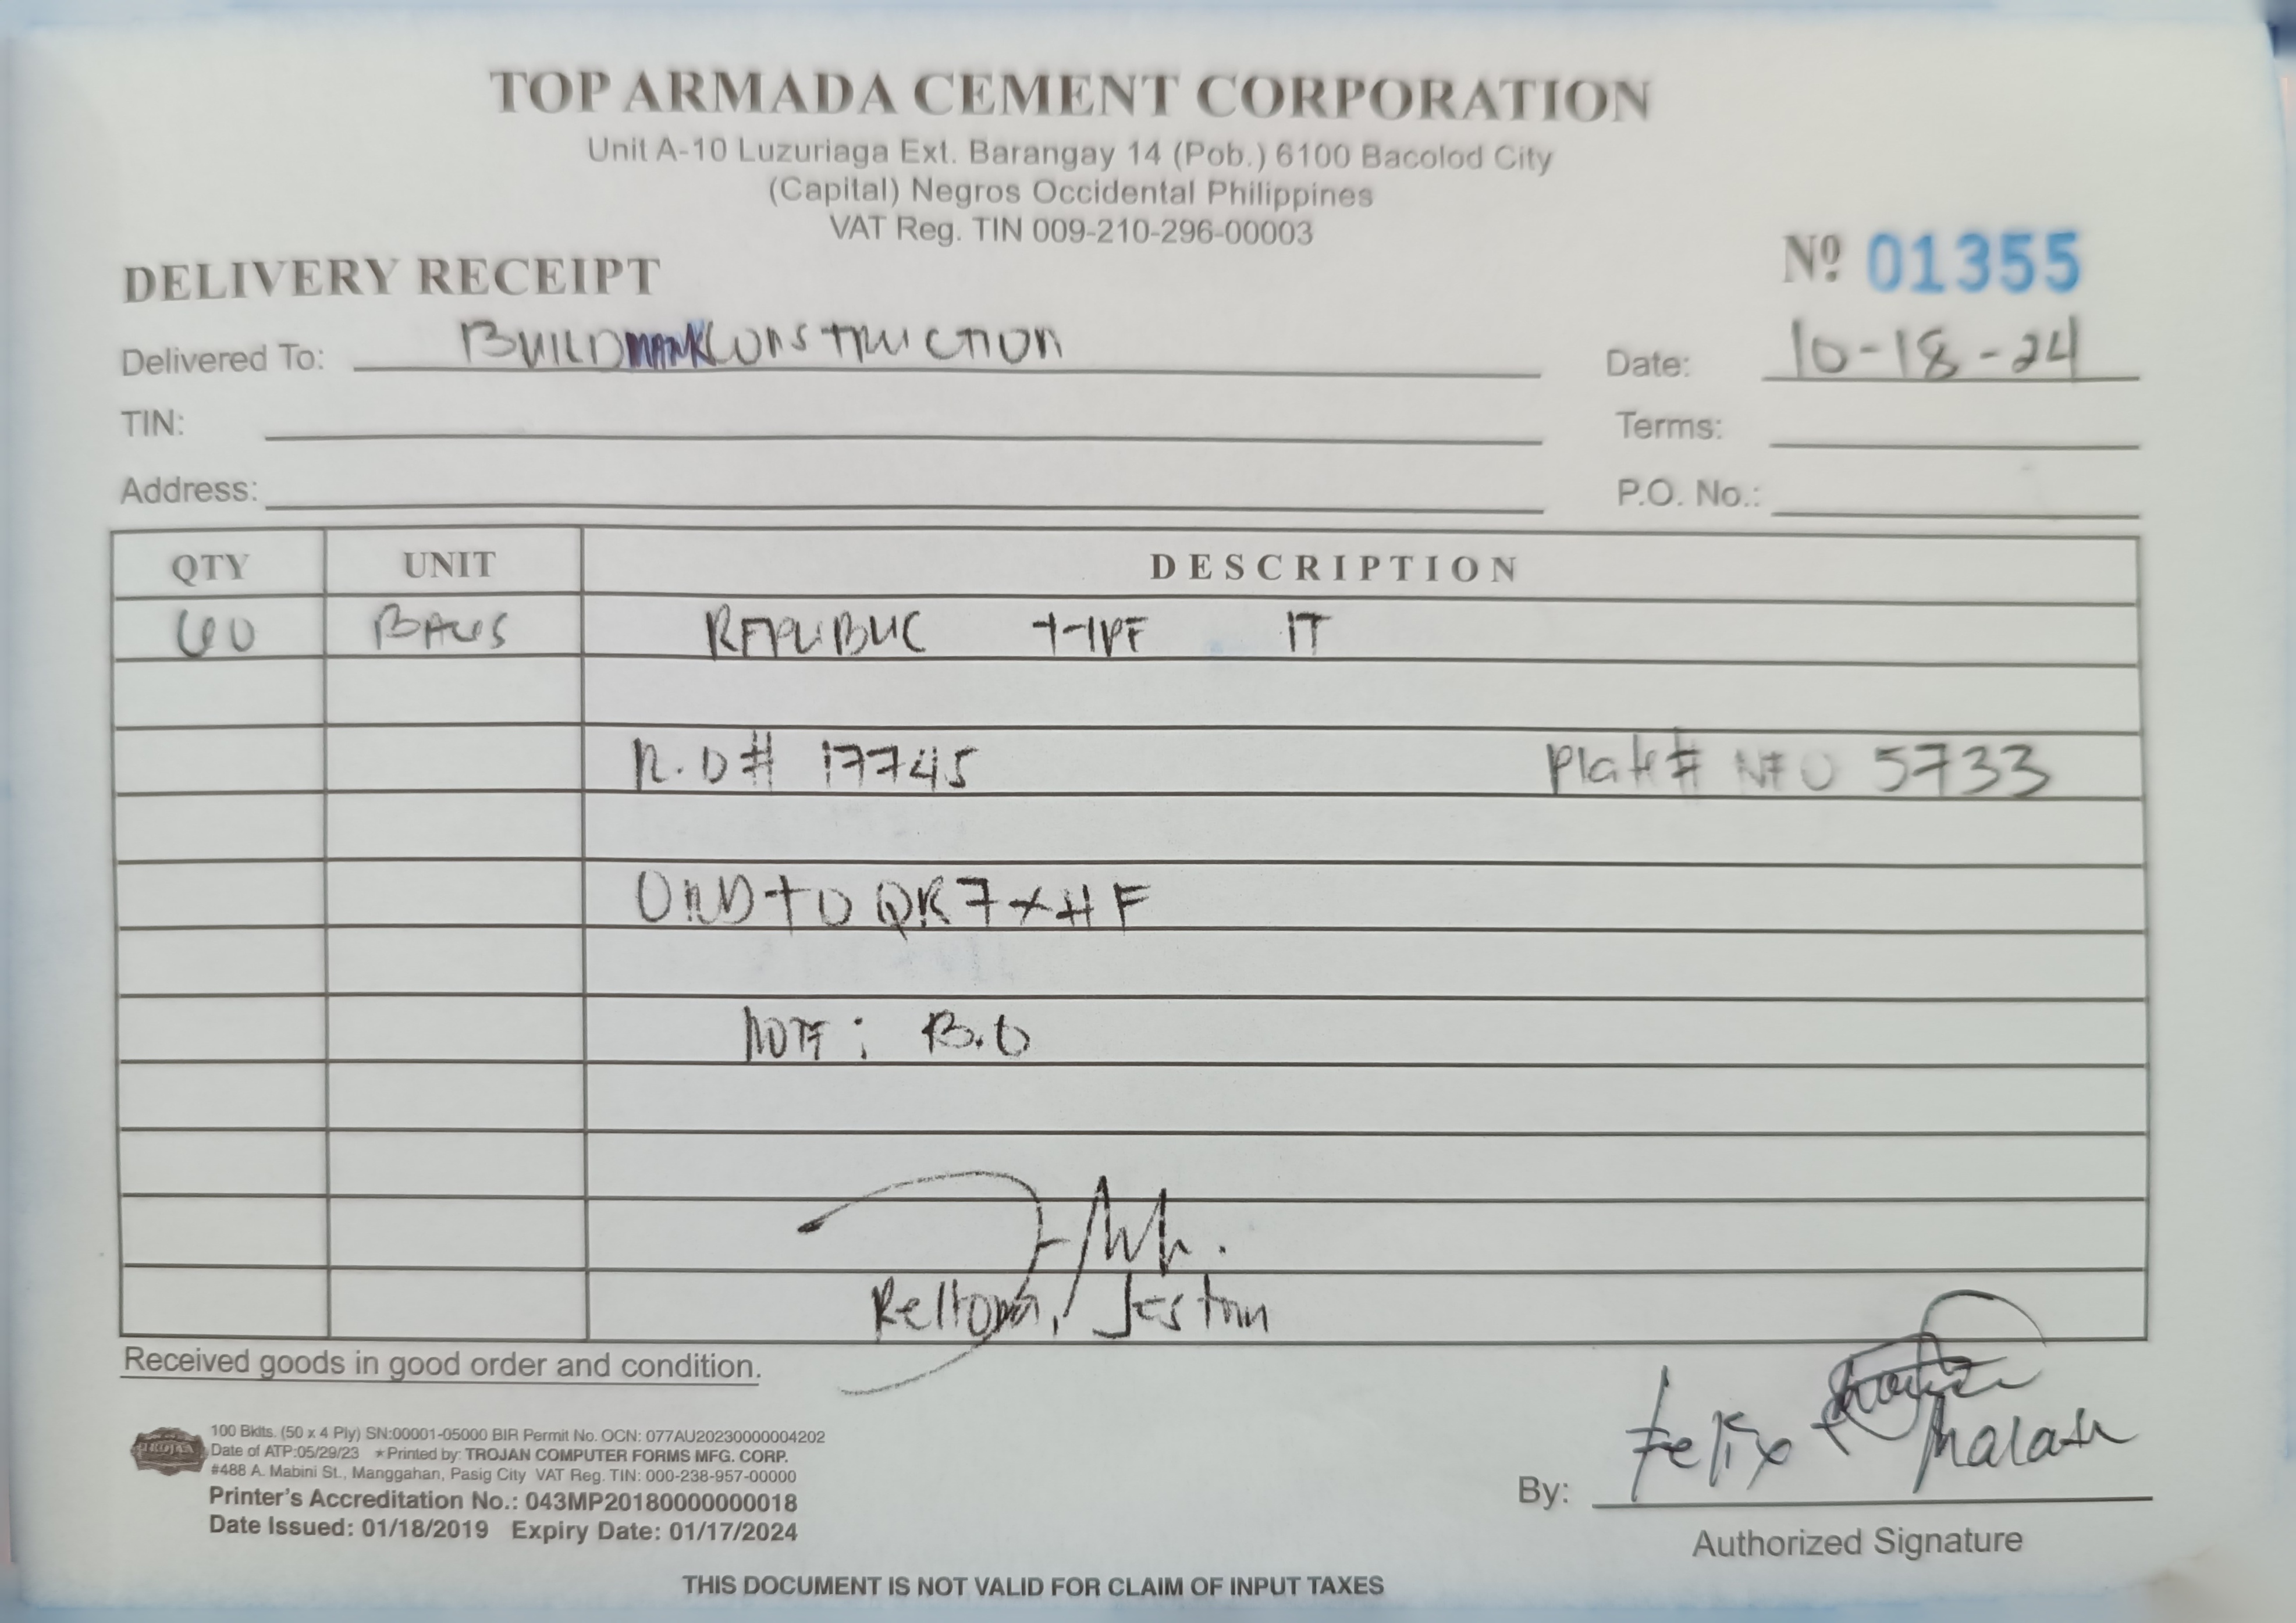 TOP ARMADA CEMENT CORPORATION
Unit A-10 Luzuriaga Ext. Barangay 14 (Pob.) 6100 Bacolod City
(Capital) Negros Occidental Philippines
VAT Reg. TIN 009-210-296-00003
DELIVERY RECEIPT
Nº 01355
Delivered To: BUILDMARK CONSTRUCTION
Date: 10-18-24
TIN:
Terms:
Address:
P.O. No.:
QTY UNIT DESCRIPTION
60 BAGS REPUBLIC TYPE
# 17745 Plate# NFO 5733
QR7XHF
NOTE: B.O
Jestom
Received goods in good order and condition.
100 Bklts. (50 x 4 Ply) SN:00001-05000 BIR Permit No. OCN: 077AU20230000004202
Date of ATP:05/29/23 ★Printed by: TROJAN COMPUTER FORMS MFG. CORP.
TROJAN
#488 A. Mabini St., Manggahan, Pasig City VAT Reg. TIN: 000-238-957-00000
Printer's Accreditation No.: 043MP20180000000018
Date Issued: 01/18/2019 Expiry Date: 01/17/2024
Felix
By:
Authorized Signature
THIS DOCUMENT IS NOT VALID FOR CLAIM OF INPUT TAXES